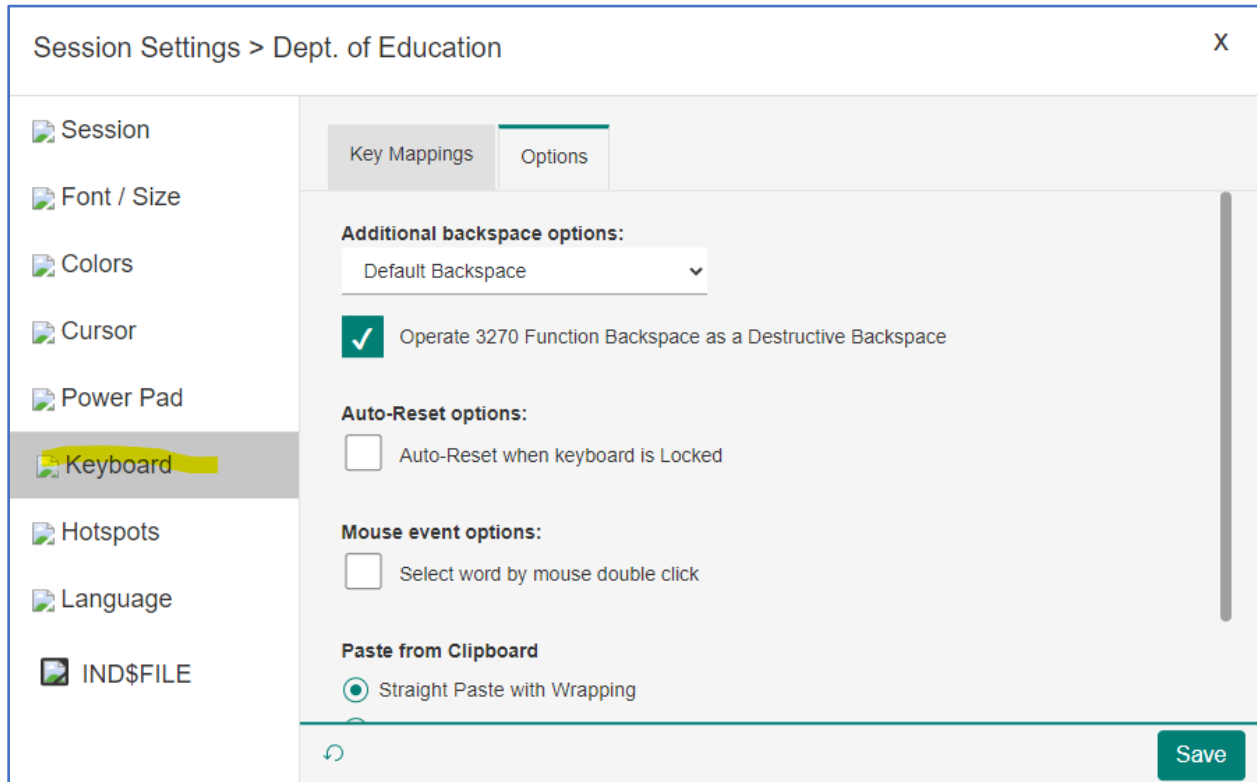 Session Settings > Dept. of Education
X
Session
Font / Size
Colors
Cursor
Power Pad
Keyboard
Hotspots
Language
IND$FILE
Key Mappings
Options
Additional backspace options:
Default Backspace
Operate 3270 Function Backspace as a Destructive Backspace
Auto-Reset options:
Auto-Reset when keyboard is Locked
Mouse event options:
Select word by mouse double click
Paste from Clipboard
Straight Paste with Wrapping
Save